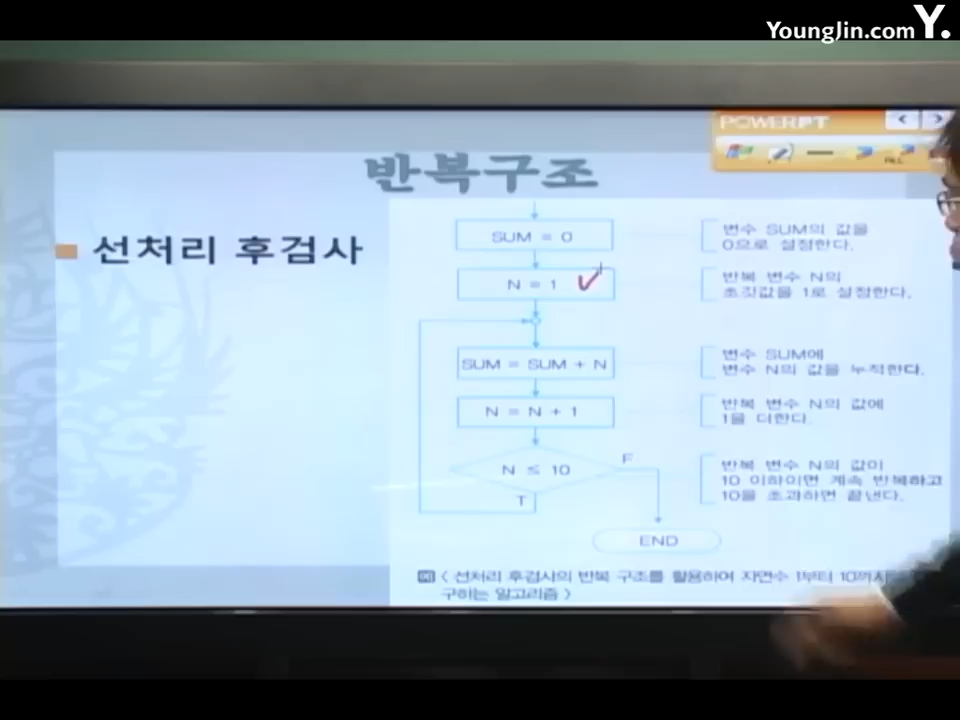 YoungJin.com Y.
POWERPT
반복구조
선처리 후검사
SUM = 0
변수 SUM의 값을
0으로 설정한다.
N = 1
반복 변수 N의
초깃값을 1로 설정한다.
SUM = SUM + N
변수 SUM에
변수 N의 값을 누적한다.
N = N + 1
반복 변수 N의 값에
1을 더한다.
N ≤ 10
F
T
반복 변수 N의 값이
10 이하이면 계속 반복하고
10을 초과하면 끝낸다.
END
예 < 선처리 후검사의 반복 구조를 활용하여 자연수 1부터 10까지
구하는 알고리즘 >